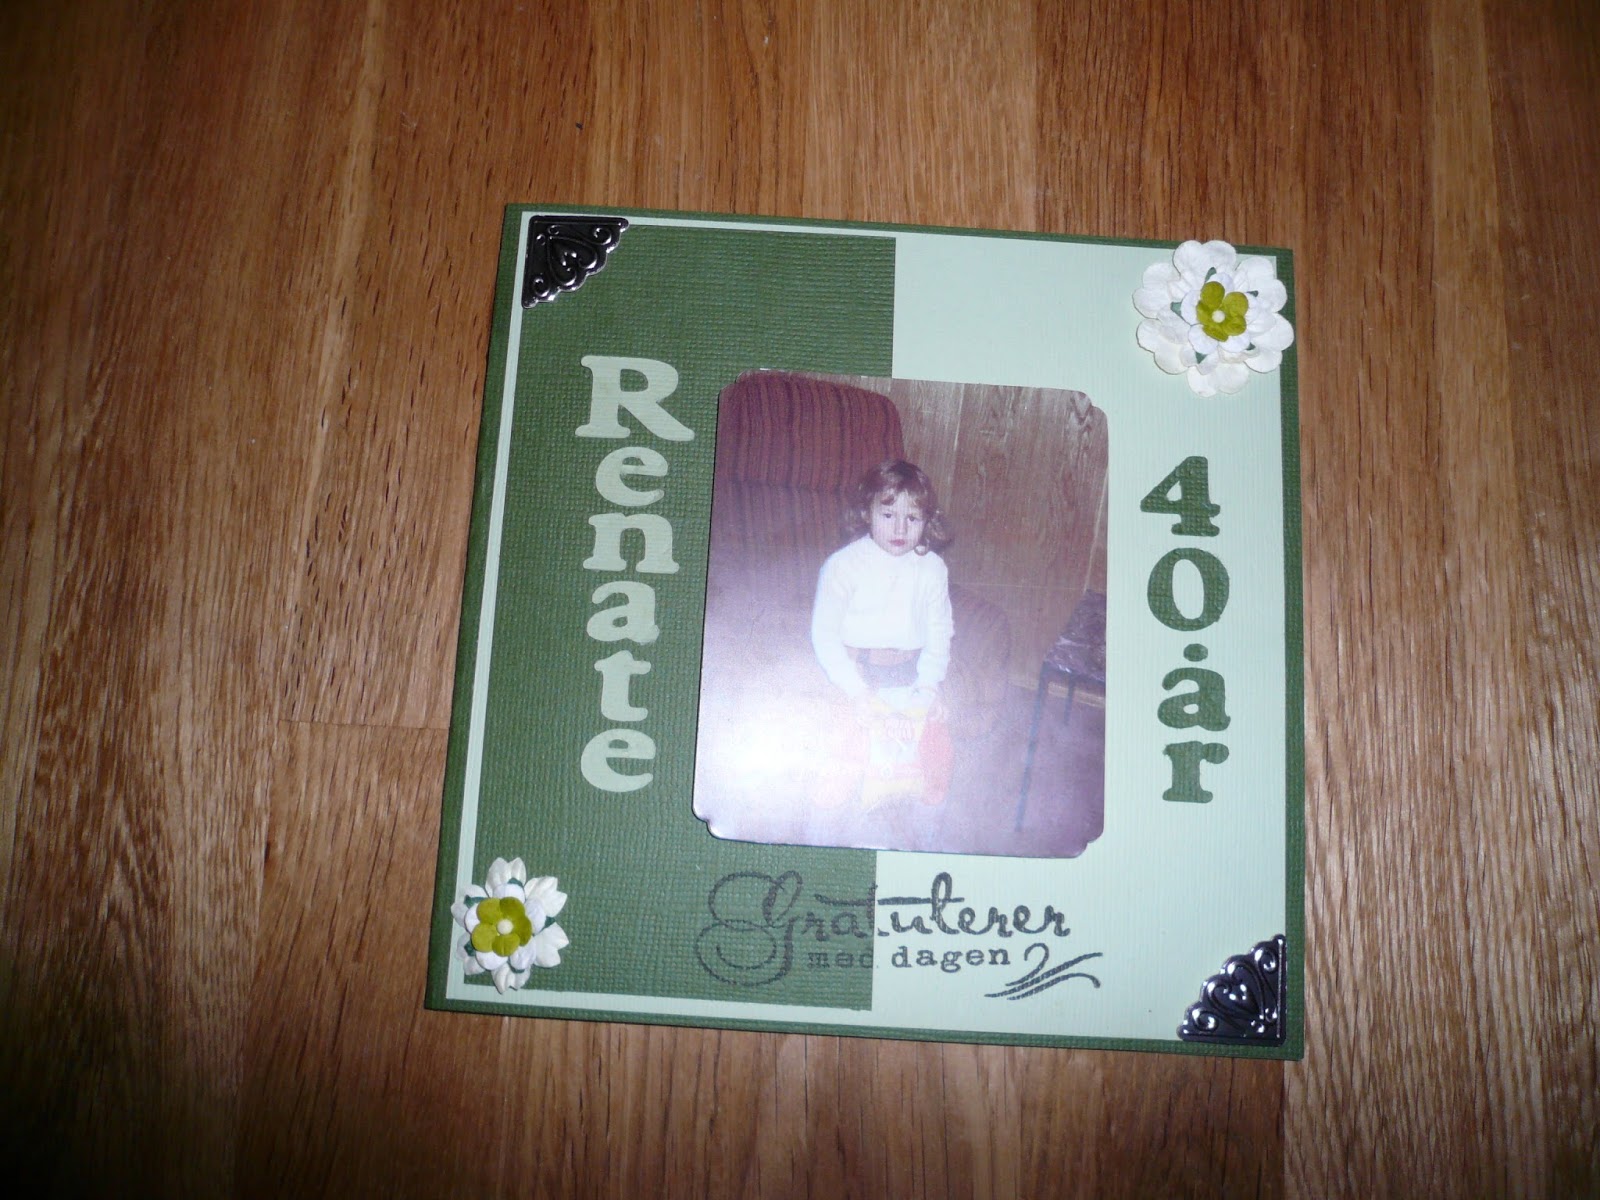 Renate
40.år
Gratulerer
med dagen